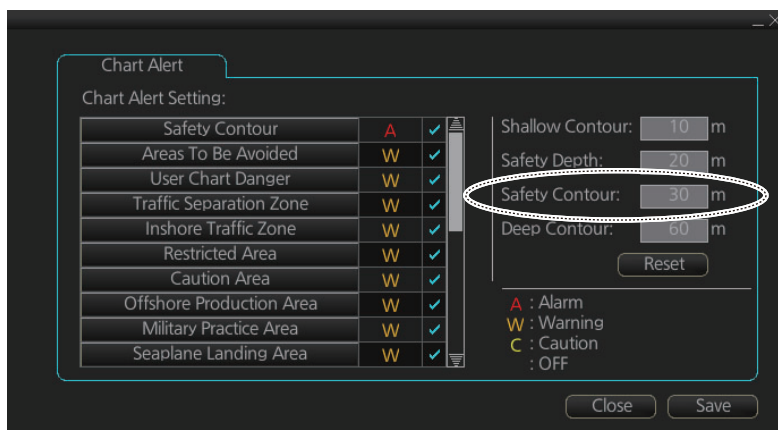 Chart Alert
Chart Alert Setting:
Safety Contour A
Areas To Be Avoided W
User Chart Danger W
Traffic Separation Zone W
Inshore Traffic Zone W
Restricted Area W
Caution Area W
Offshore Production Area W
Military Practice Area W
Seaplane Landing Area W
Shallow Contour: 10 m
Safety Depth: 20 m
Safety Contour: 30 m
Deep Contour: 60 m
Reset
A : Alarm
W : Warning
C : Caution
: OFF
Close Save